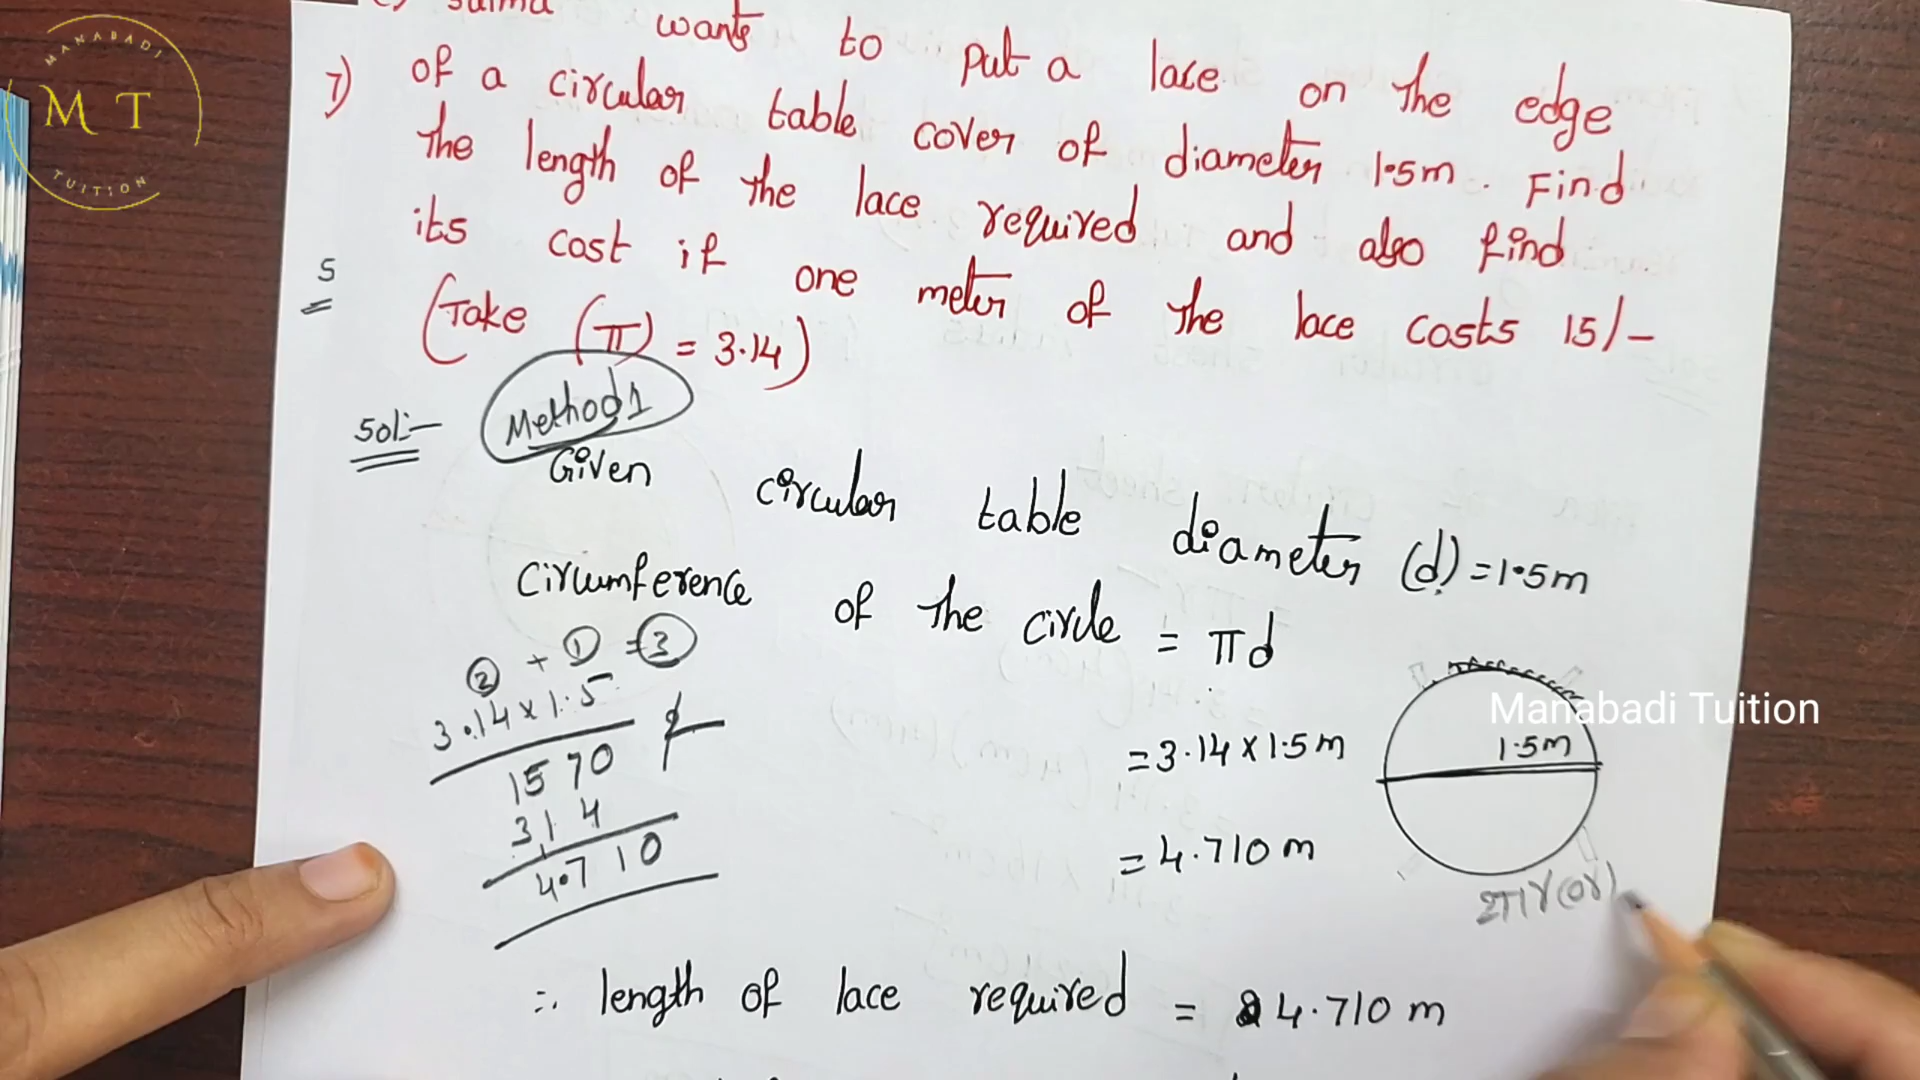 MANABADI
M T
TUITION
wants to put a lace on the edge
7) of a circular table cover of diameter 1.5m. Find
the length of the lace required and also find
its cost if one meter of the lace costs 15/-
(Take (π) = 3.14)
5
Sol:- Method 1
Given circular table diameter (d) = 1.5m
Circumference of the circle = πd
② + ① = ③
3.14 x 1.5
1570
314
4.710
= 3.14 x 1.5 m
= 4.710 m
Manabadi Tuition
1.5m
2πr (or)
∴ length of lace required = 4.710 m